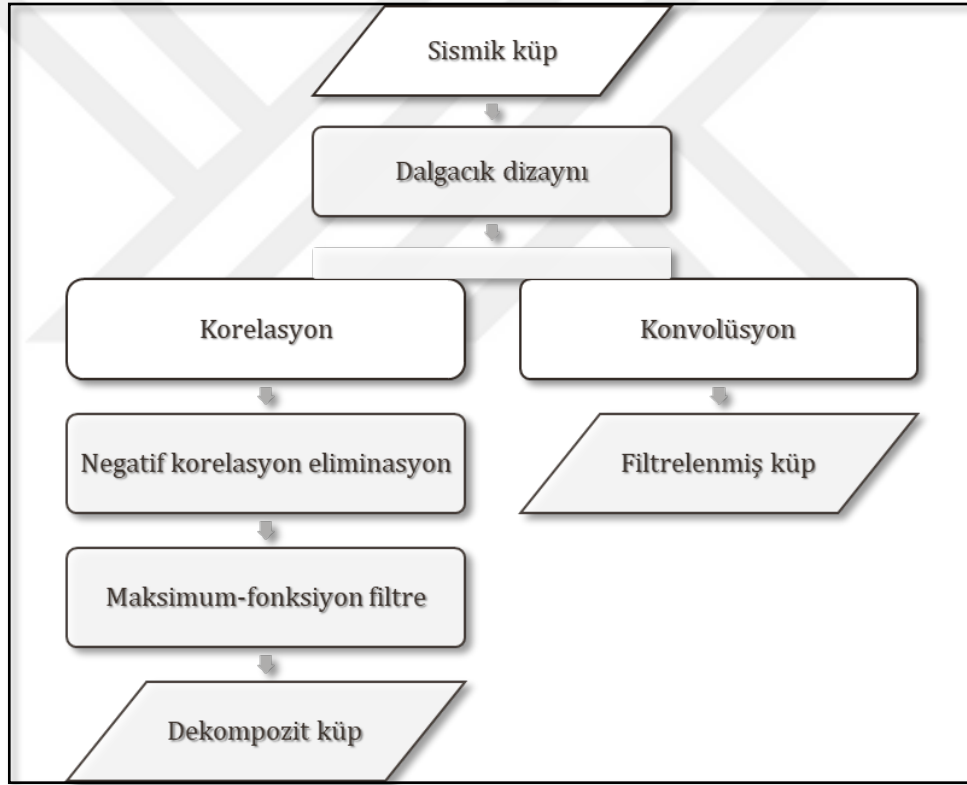 Sismik küp
Dalgacık dizaynı
Korelasyon
Konvolüsyon
Negatif korelasyon eliminasyon
Filtrelenmiş küp
Maksimum-fonksiyon filtre
Dekompozit küp